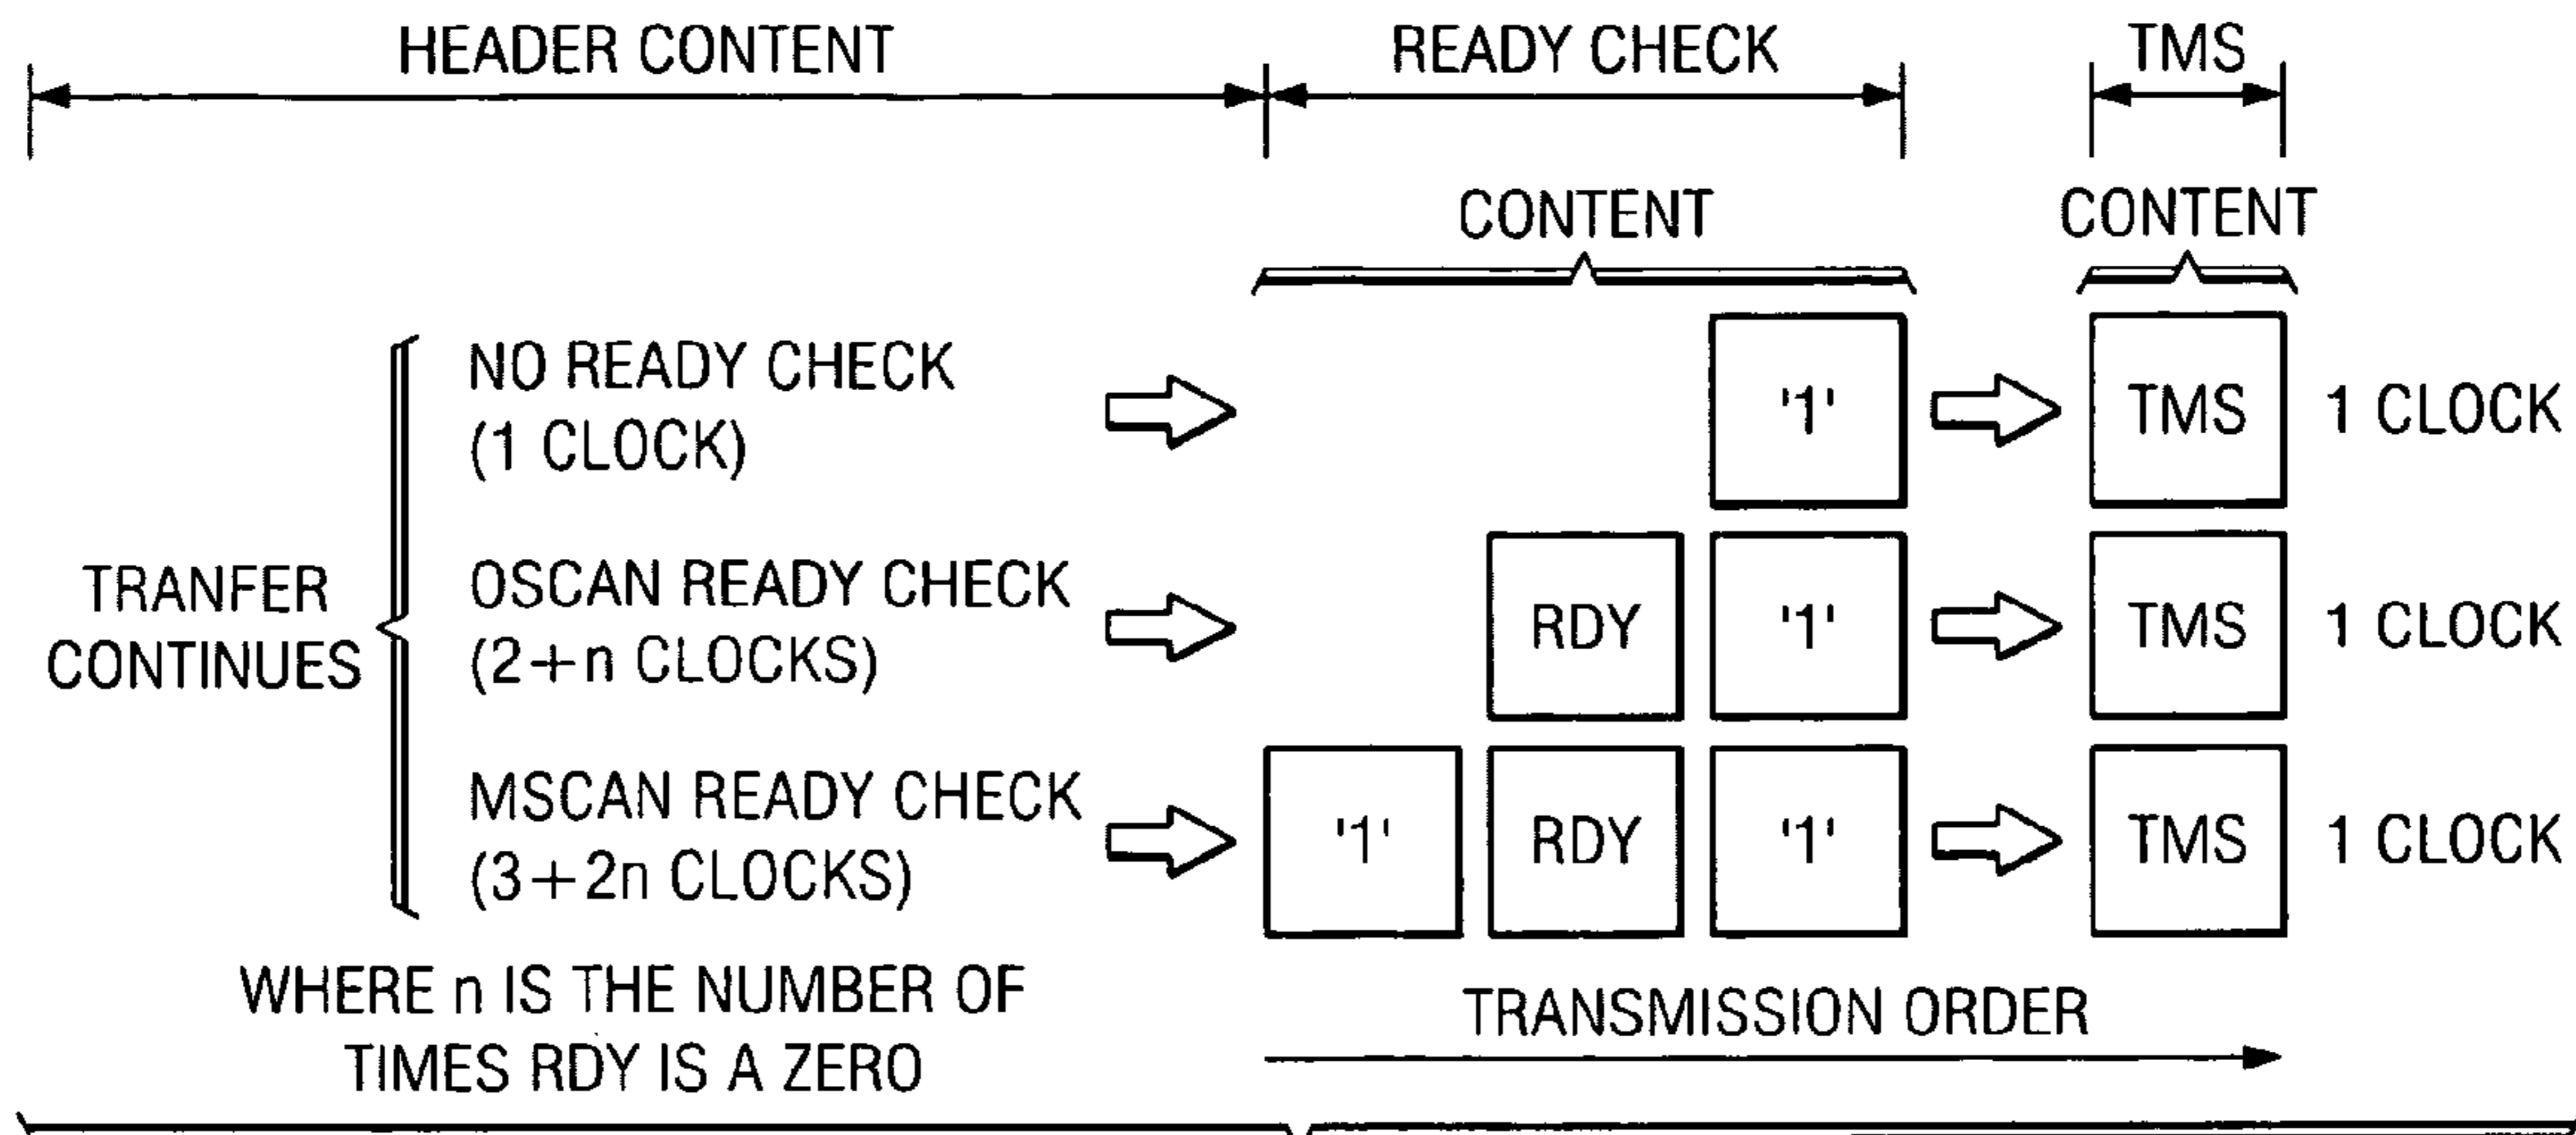 HEADER CONTENT READY CHECK TMS
CONTENT CONTENT
NO READY CHECK
(1 CLOCK)
'1' TMS 1 CLOCK
TRANFER
CONTINUES
OSCAN READY CHECK
(2+n CLOCKS)
RDY '1' TMS 1 CLOCK
MSCAN READY CHECK
(3+2n CLOCKS)
'1' RDY '1' TMS 1 CLOCK
WHERE n IS THE NUMBER OF
TIMES RDY IS A ZERO
TRANSMISSION ORDER